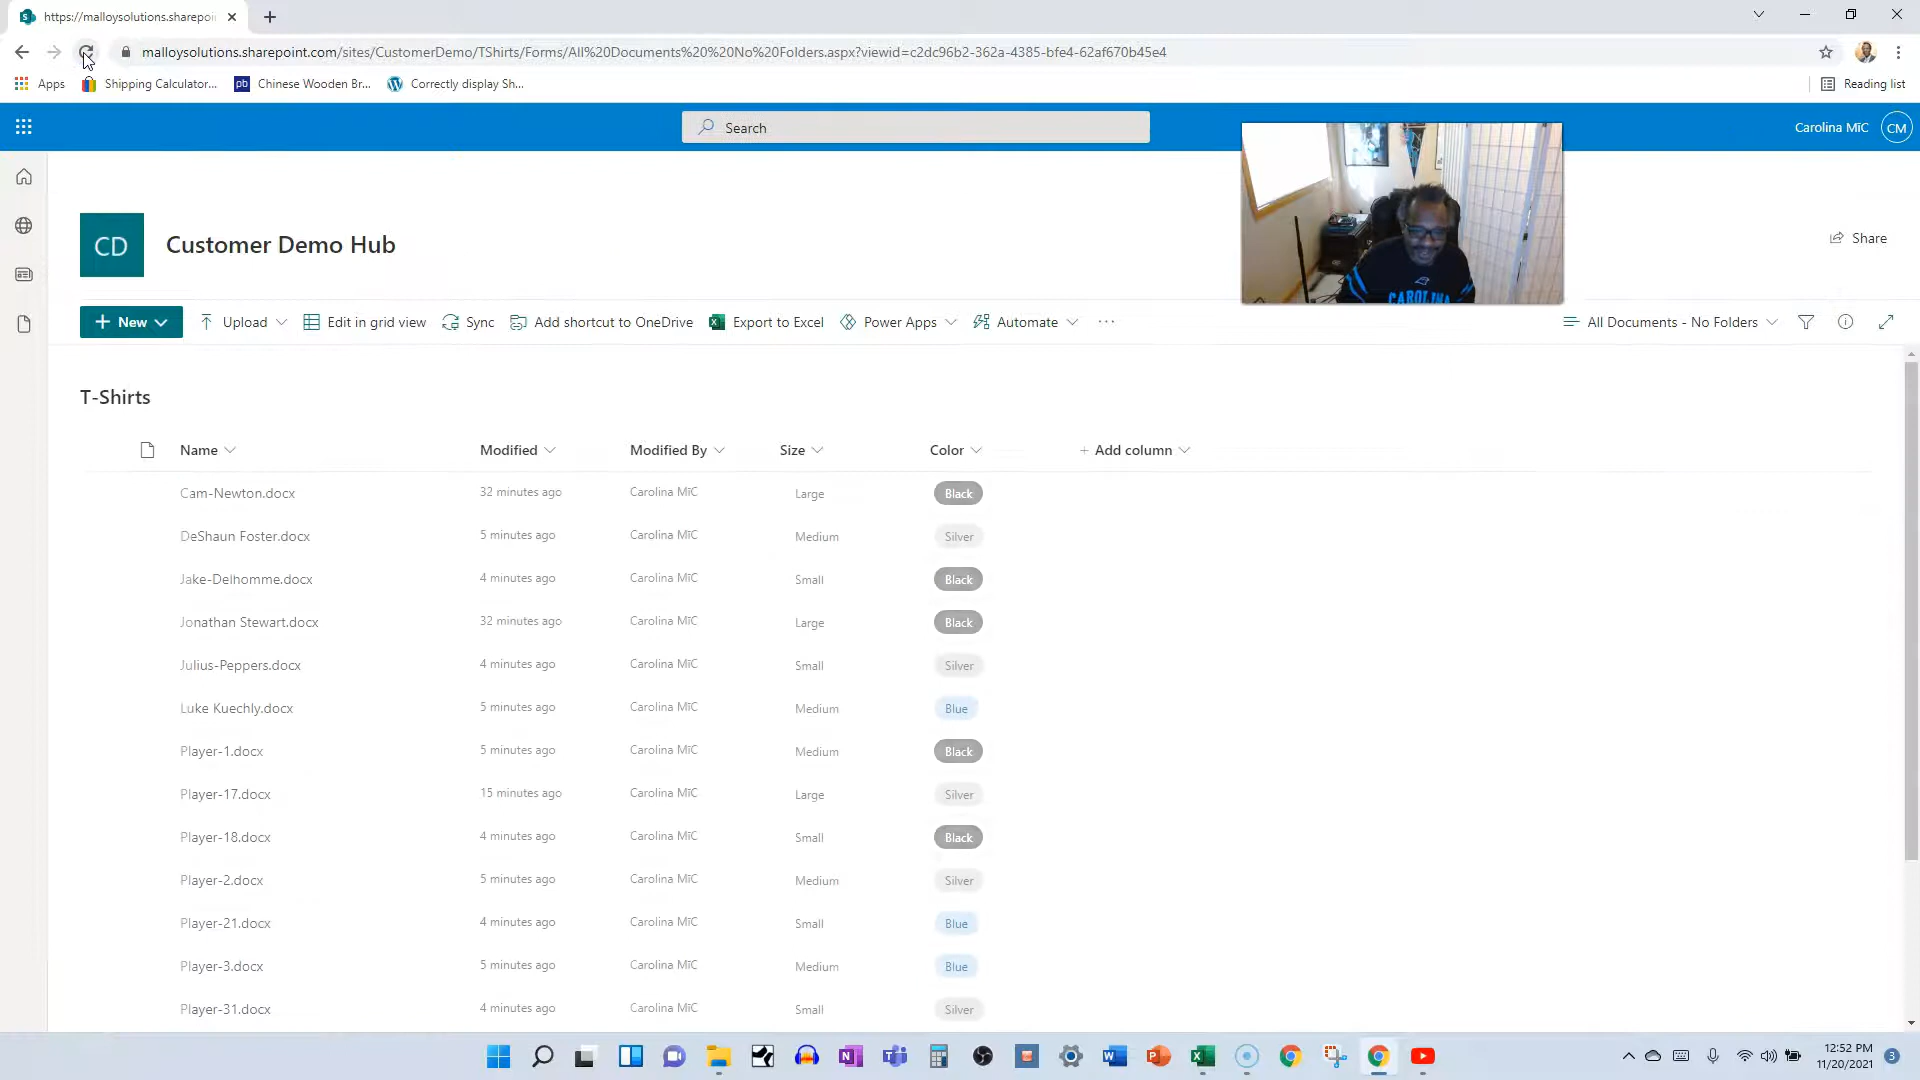 https://malloysolutions.sharepoi
malloysolutions.sharepoint.com/sites/CustomerDemo/TShirts/Forms/All%20Documents%20%20No%20Folders.aspx?viewid=c2dc96b2-362a-4385-bfe4-62af670b45e4
Apps Shipping Calculator... pb Chinese Wooden Br... Correctly display Sh... Reading list
Search Carolina MiC CM
CD Customer Demo Hub Share
CAROLINA
New Upload Edit in grid view Sync Add shortcut to OneDrive Export to Excel Power Apps Automate ... All Documents - No Folders
T-Shirts
Name Modified Modified By Size Color + Add column
Cam-Newton.docx 32 minutes ago Carolina MiC Large Black
DeShaun Foster.docx 5 minutes ago Carolina MiC Medium Silver
Jake-Delhomme.docx 4 minutes ago Carolina MiC Small Black
Jonathan Stewart.docx 32 minutes ago Carolina MiC Large Black
Julius-Peppers.docx 4 minutes ago Carolina MiC Small Silver
Luke Kuechly.docx 5 minutes ago Carolina MiC Medium Blue
Player-1.docx 5 minutes ago Carolina MiC Medium Black
Player-17.docx 15 minutes ago Carolina MiC Large Silver
Player-18.docx 4 minutes ago Carolina MiC Small Black
Player-2.docx 5 minutes ago Carolina MiC Medium Silver
Player-21.docx 4 minutes ago Carolina MiC Small Blue
Player-3.docx 5 minutes ago Carolina MiC Medium Blue
Player-31.docx 4 minutes ago Carolina MiC Small Silver
12:52 PM
11/20/2021 3